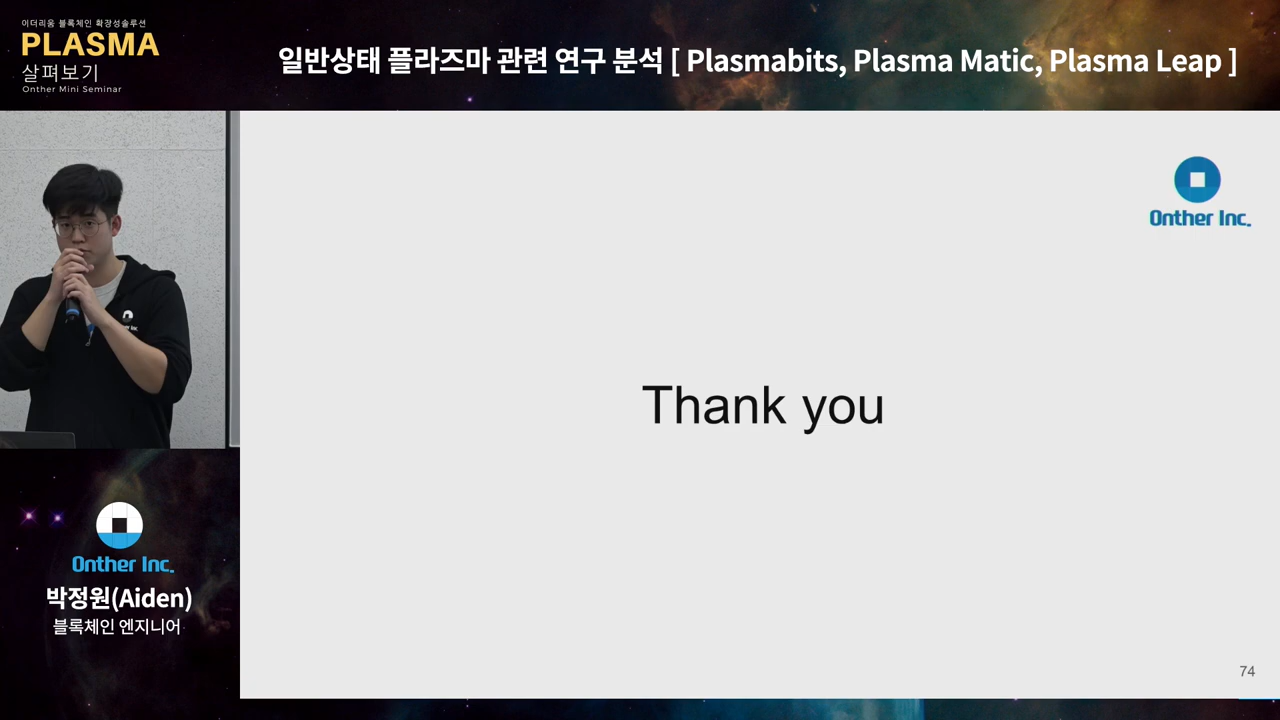 이더리움 블록체인 확장성솔루션
PLASMA
살펴보기
Onther Mini Seminar
일반상태 플라즈마 관련 연구 분석 [ Plasmabits, Plasma Matic, Plasma Leap ]
Onther Inc.
Thank you
Onther Inc.
박정원(Aiden)
블록체인 엔지니어
74